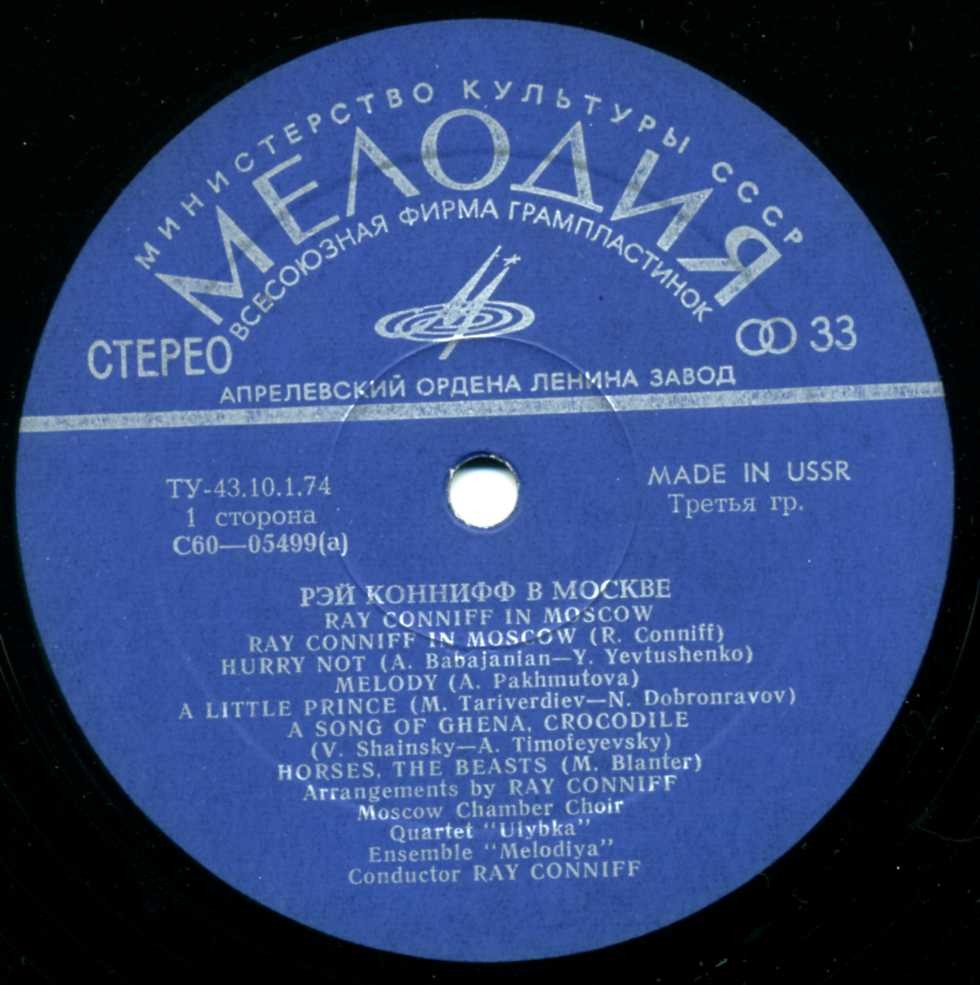 МИНИСТЕРСТВО КУЛЬТУРЫ СССР
МЕЛОДИЯ
ВСЕСОЮЗНАЯ ФИРМА ГРАМПЛАСТИНОК
СТЕРЕО
33
АПРЕЛЕВСКИЙ ОРДЕНА ЛЕНИНА ЗАВОД
ТУ-43.10.1.74
1 сторона
С60—05499(а)
MADE IN USSR
Третья гр.
РЭЙ КОННИФФ В МОСКВЕ
RAY CONNIFF IN MOSCOW
RAY CONNIFF IN MOSCOW (R. Conniff)
HURRY NOT (A. Babajanian—Y. Yevtushenko)
MELODY (A. Pakhmutova)
A LITTLE PRINCE (M. Tariverdiev—N. Dobronravov)
A SONG OF GHENA, CROCODILE
(V. Shainsky—A. Timofeyevsky)
HORSES, THE BEASTS (M. Blanter)
Arrangements by RAY CONNIFF
Moscow Chamber Choir
Quartet "Ulybka"
Ensemble "Melodiya"
Conductor RAY CONNIFF